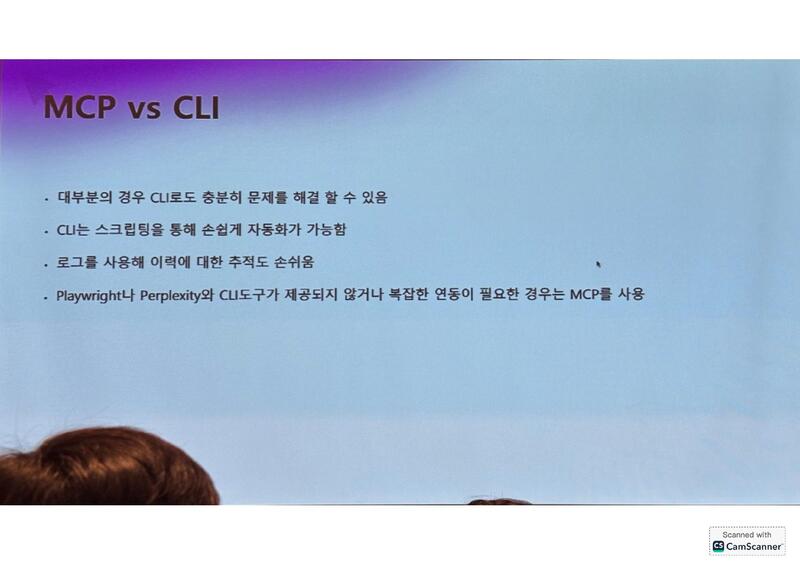 MCP vs CLI
• 대부분의 경우 CLI로도 충분히 문제를 해결 할 수 있음
• CLI는 스크립팅을 통해 손쉽게 자동화가 가능함
• 로그를 사용해 이력에 대한 추적도 손쉬움
• Playwright나 Perplexity와 CLI도구가 제공되지 않거나 복잡한 연동이 필요한 경우는 MCP를 사용
Scanned with
CS CamScanner